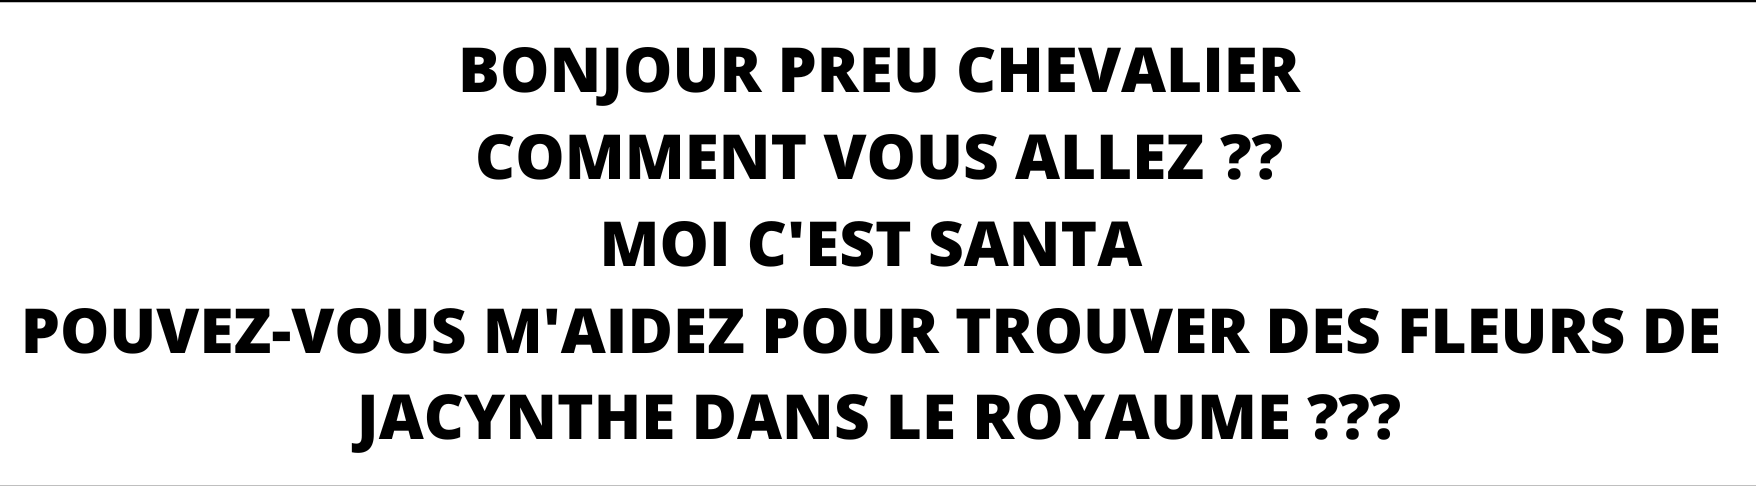 BONJOUR PREU CHEVALIER
COMMENT VOUS ALLEZ ??
MOI C'EST SANTA
POUVEZ-VOUS M'AIDEZ POUR TROUVER DES FLEURS DE
JACYNTHE DANS LE ROYAUME ???